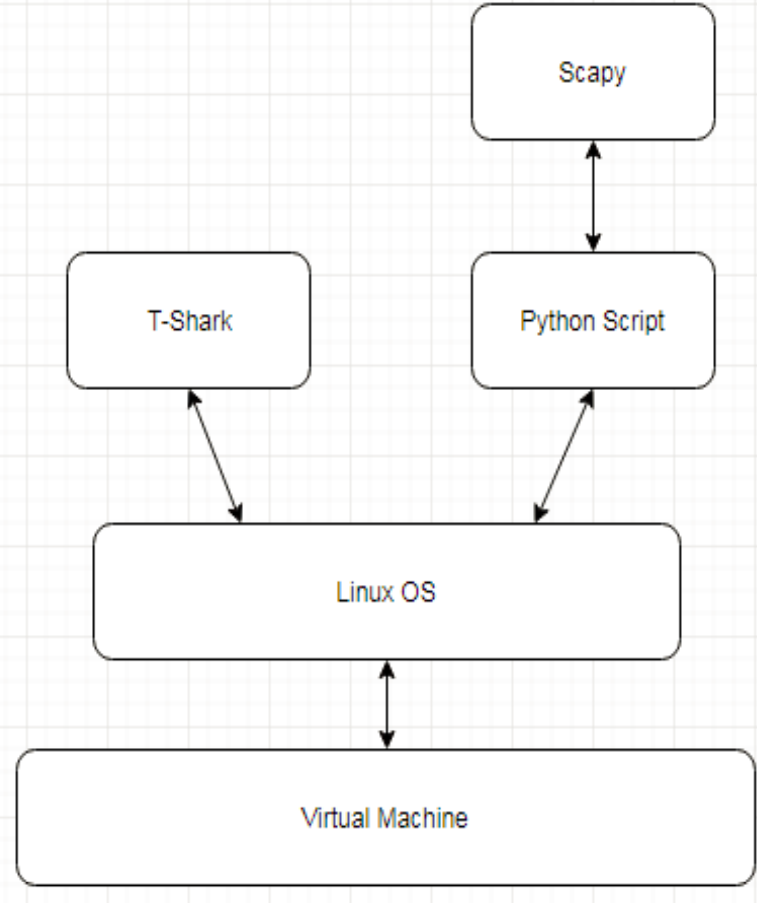 Scapy
T-Shark
Python Script
Linux OS
Virtual Machine